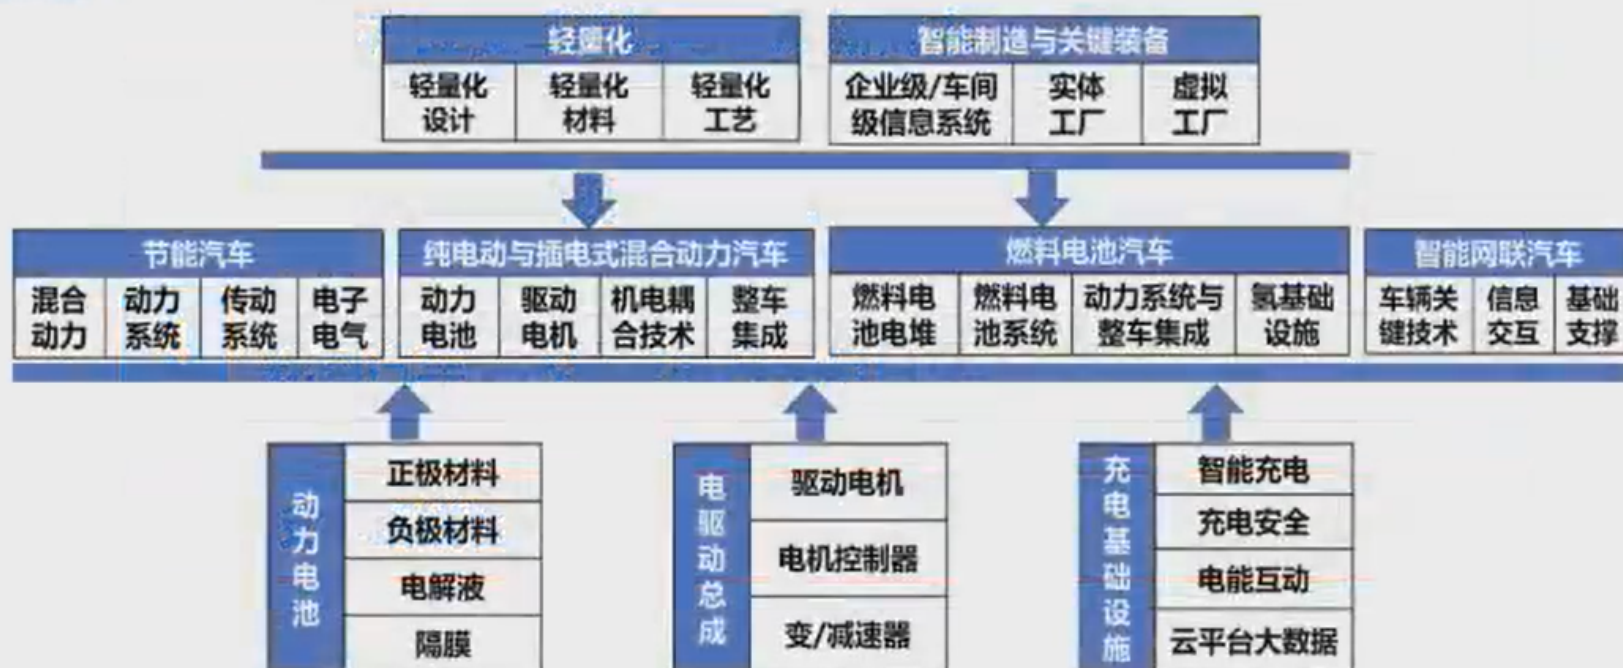 轻量化
轻量化
设计
轻量化
材料
轻量化
工艺
智能制造与关键装备
企业级/车间
级信息系统
实体
工厂
虚拟
工厂
节能汽车
混合
动力
动力
系统
传动
系统
电子
电气
纯电动与插电式混合动力汽车
动力
电池
驱动
电机
机电耦
合技术
整车
集成
燃料电池汽车
燃料电
池电堆
燃料电
池系统
动力系统与
整车集成
氢基础
设施
智能网联汽车
车辆关
键技术
信息
交互
基础
支撑
动力电池
正极材料
负极材料
电解液
隔膜
电驱动总成
驱动电机
电机控制器
变/减速器
充电基础设施
智能充电
充电安全
电能互动
云平台大数据